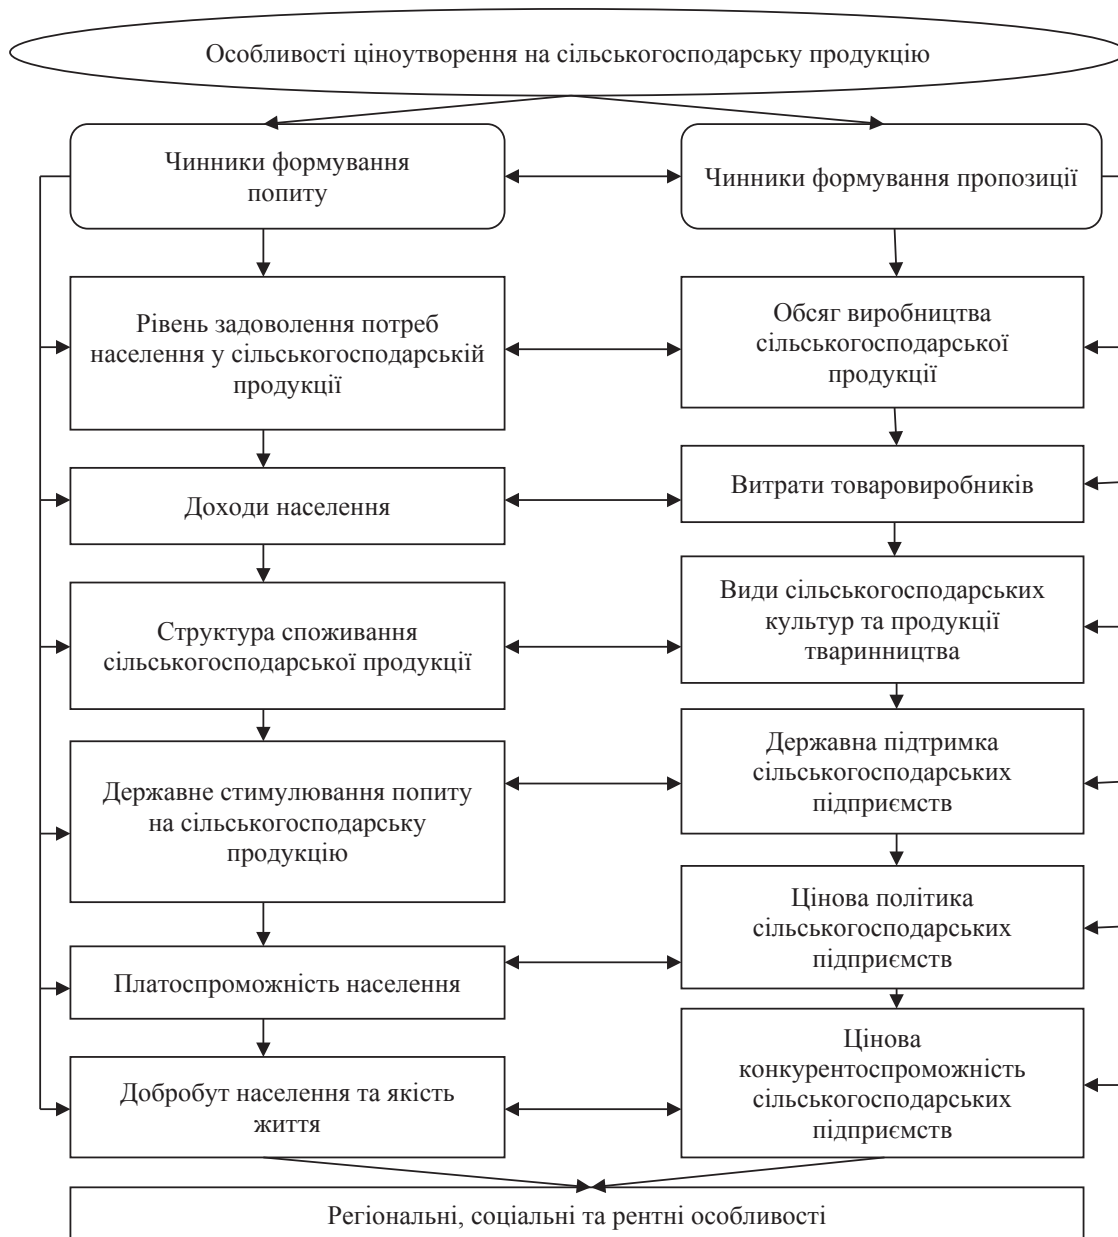 Особливості ціноутворення на сільськогосподарську продукцію
Чинники формування
попиту
Чинники формування пропозиції
Рівень задоволення потреб
населення у сільськогосподарській
продукції
Обсяг виробництва
сільськогосподарської
продукції
Доходи населення
Витрати товаровиробників
Структура споживання
сільськогосподарської продукції
Види сільськогосподарських
культур та продукції
тваринництва
Державне стимулювання попиту
на сільськогосподарську
продукцію
Державна підтримка
сільськогосподарських
підприємств
Платоспроможність населення
Цінова політика
сільськогосподарських
підприємств
Добробут населення та якість
життя
Цінова
конкурентоспроможність
сільськогосподарських
підприємств
Регіональні, соціальні та рентні особливості